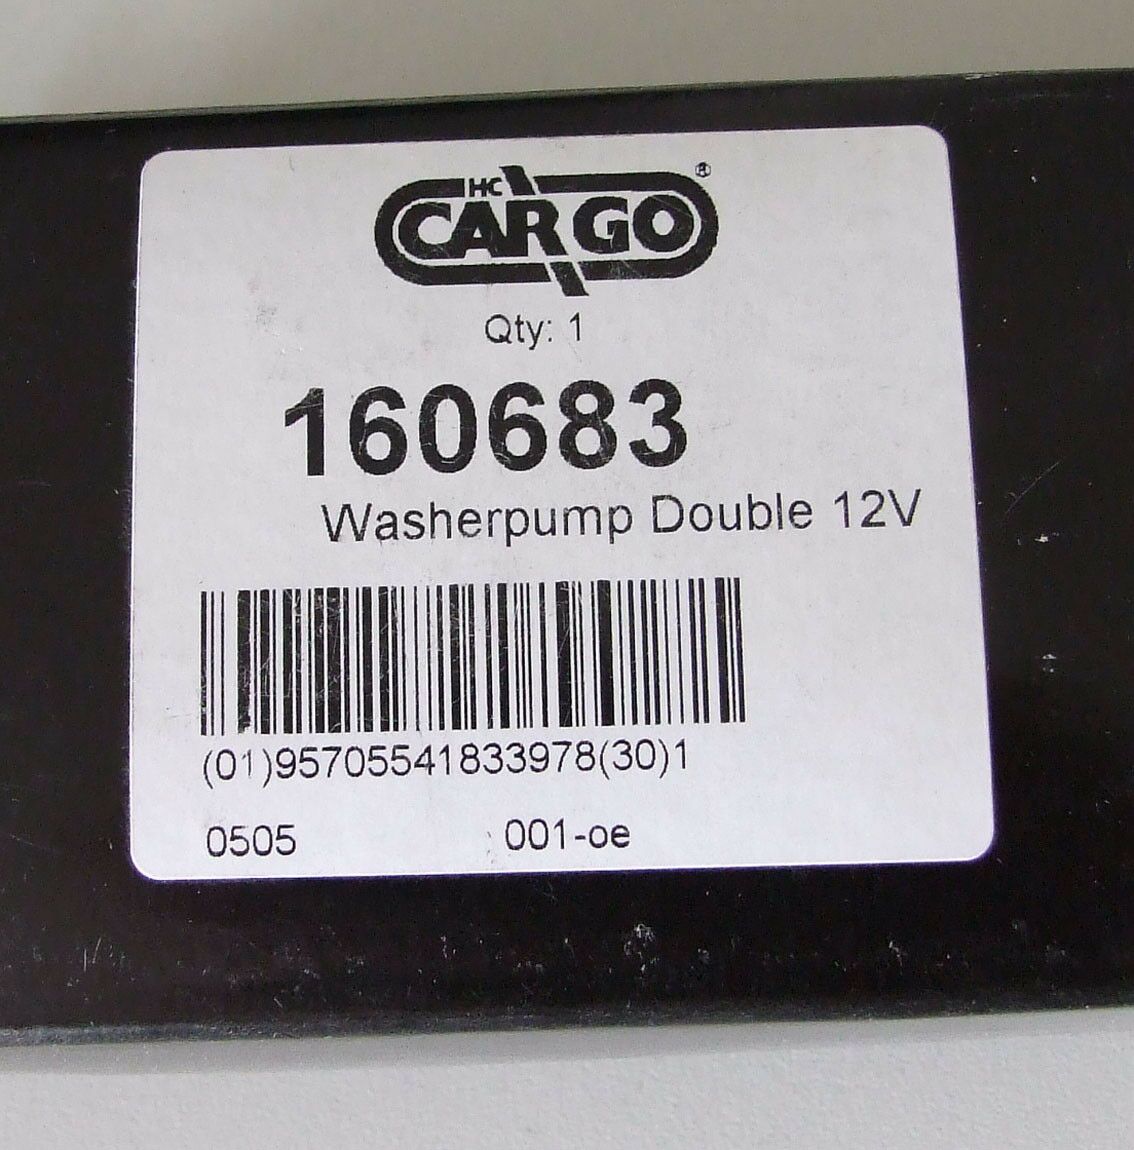 HC
CARGO®
Qty: 1
160683
Washerpump Double 12V
(01)95705541833978(30)1
0505 001-oe